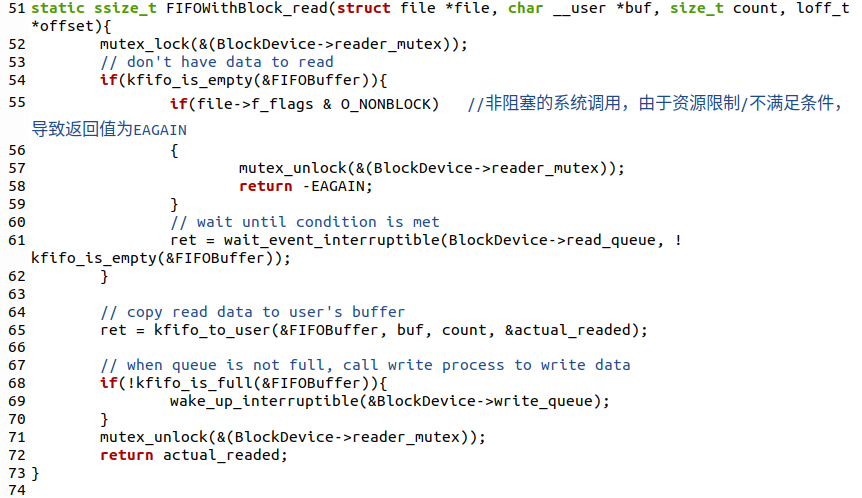 51 static ssize_t FIFOWithBlock_read(struct file *file, char __user *buf, size_t count, loff_t
*offset){
52 mutex_lock(&(BlockDevice->reader_mutex));
53 // don't have data to read
54 if(kfifo_is_empty(&FIFOBuffer)){
55 if(file->f_flags & O_NONBLOCK) //非阻塞的系统调用，由于资源限制/不满足条件，
导致返回值为EAGAIN
56 {
57 mutex_unlock(&(BlockDevice->reader_mutex));
58 return -EAGAIN;
59 }
60 // wait until condition is met
61 ret = wait_event_interruptible(BlockDevice->read_queue, !
kfifo_is_empty(&FIFOBuffer));
62 }
63
64 // copy read data to user's buffer
65 ret = kfifo_to_user(&FIFOBuffer, buf, count, &actual_readed);
66
67 // when queue is not full, call write process to write data
68 if(!kfifo_is_full(&FIFOBuffer)){
69 wake_up_interruptible(&BlockDevice->write_queue);
70 }
71 mutex_unlock(&(BlockDevice->reader_mutex));
72 return actual_readed;
73 }
74